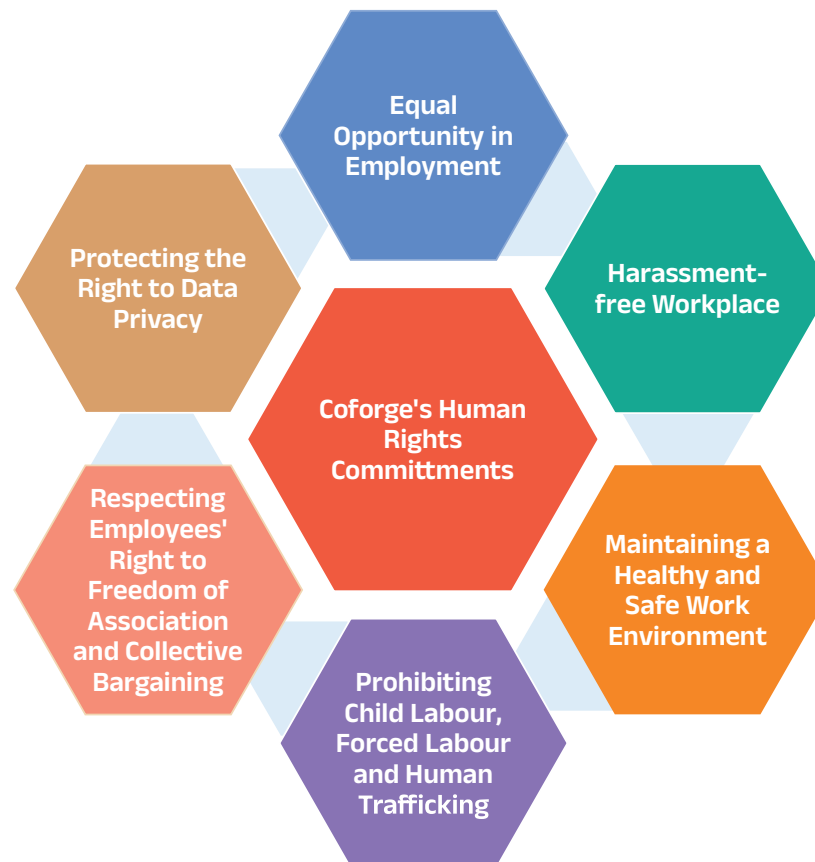 Equal
Opportunity in
Employment
Harassment-
free Workplace
Maintaining a
Healthy and
Safe Work
Environment
Prohibiting
Child Labour,
Forced Labour
and Human
Trafficking
Respecting
Employees'
Right to
Freedom of
Association
and Collective
Bargaining
Protecting the
Right to Data
Privacy
Coforge's Human
Rights
Committments